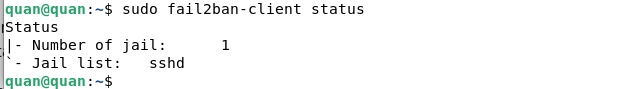 quan@quan:~$ sudo fail2ban-client status
Status
|- Number of jail:      1
`- Jail list:   sshd
quan@quan:~$